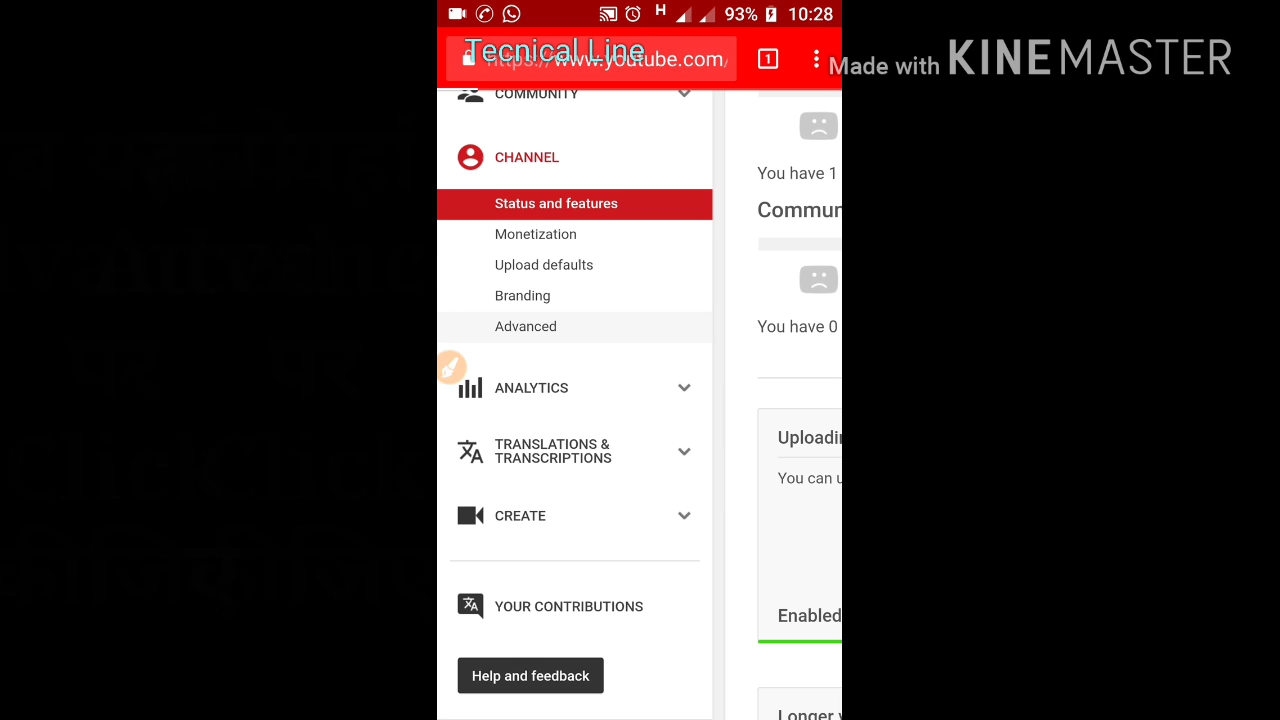 H 93% 10:28
Tecnical Line
https://www.youtube.com/
1
Made with KINEMASTER
COMMUNITY
CHANNEL
Status and features
Monetization
Upload defaults
Branding
Advanced
ANALYTICS
TRANSLATIONS &
TRANSCRIPTIONS
CREATE
YOUR CONTRIBUTIONS
Help and feedback
You have 1
Commun
You have 0
Uploadi
You can u
Enabled
Longer v